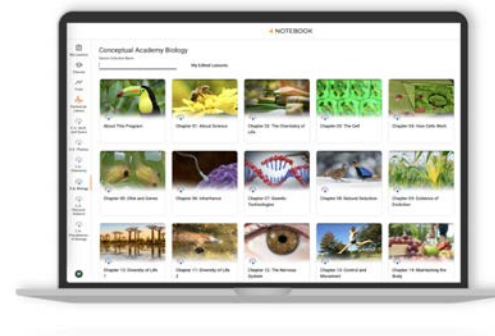 NOTEBOOK
Conceptual Academy Biology
My Edited Lessons
About This Program
Chapter 01: About Science
Chapter 02: The Chemistry of
Life
Chapter 03: The Cell
Chapter 04: How Cells Work
Chapter 05: DNA and Genes
Chapter 06: Inheritance
Chapter 07: Genetic
Technologies
Chapter 08: Natural Selection
Chapter 09: Evidence of
Evolution
Chapter 10: Diversity of Life
1
Chapter 11: Diversity of Life
2
Chapter 12: The Nervous
System
Chapter 13: Control and
Movement
Chapter 14: Maintaining the
Body